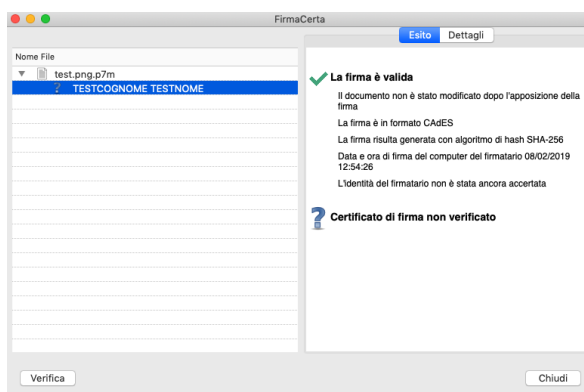 FirmaCerta
Esito Dettagli
Nome File
test.png.p7m
? TESTCOGNOME TESTNOME
La firma è valida
Il documento non è stato modificato dopo l'apposizione della
firma
La firma è in formato CAdES
La firma risulta generata con algoritmo di hash SHA-256
Data e ora di firma del computer del firmatario 08/02/2019
12:54:26
L'identità del firmatario non è stata ancora accertata
? Certificato di firma non verificato
Verifica Chiudi